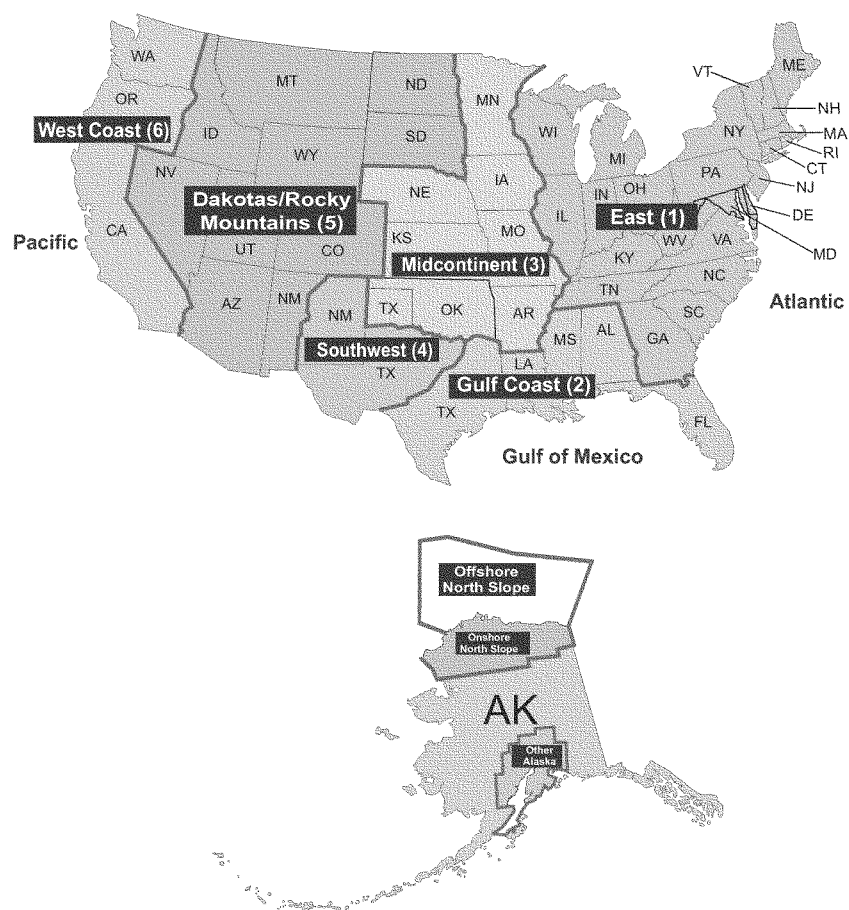 WA
MT
ND
MN
ME
VT
OR
West Coast (6)
ID
SD
WI
NY
NH
MA
RI
CT
WY
MI
PA
NJ
NV
Dakotas/Rocky
Mountains (5)
NE
IA
IN
OH
East (1)
DE
MD
Pacific
CA
UT
CO
KS
MO
IL
WV
VA
KY
Midcontinent (3)
NC
TN
Atlantic
AZ
NM
NM
TX
OK
AR
SC
Southwest (4)
MS
AL
GA
TX
LA
Gulf Coast (2)
TX
FL
Gulf of Mexico
Offshore
North Slope
Onshore
North Slope
AK
Other
Alaska